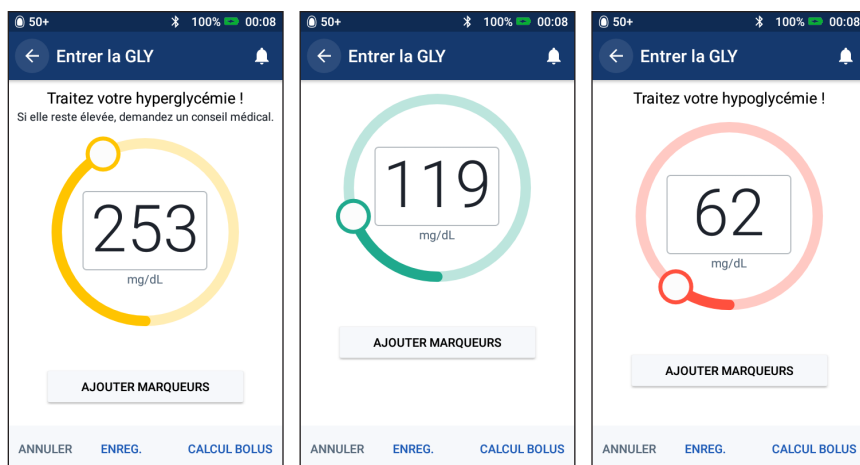 50+ 100% 00:08
Entrer la GLY
Traitez votre hyperglycémie !
Si elle reste élevée, demandez un conseil médical.
253
mg/dL
AJOUTER MARQUEURS
ANNULER ENREG. CALCUL BOLUS
50+ 100% 00:08
Entrer la GLY
119
mg/dL
AJOUTER MARQUEURS
ANNULER ENREG. CALCUL BOLUS
50+ 100% 00:08
Entrer la GLY
Traitez votre hypoglycémie !
62
mg/dL
AJOUTER MARQUEURS
ANNULER ENREG. CALCUL BOLUS